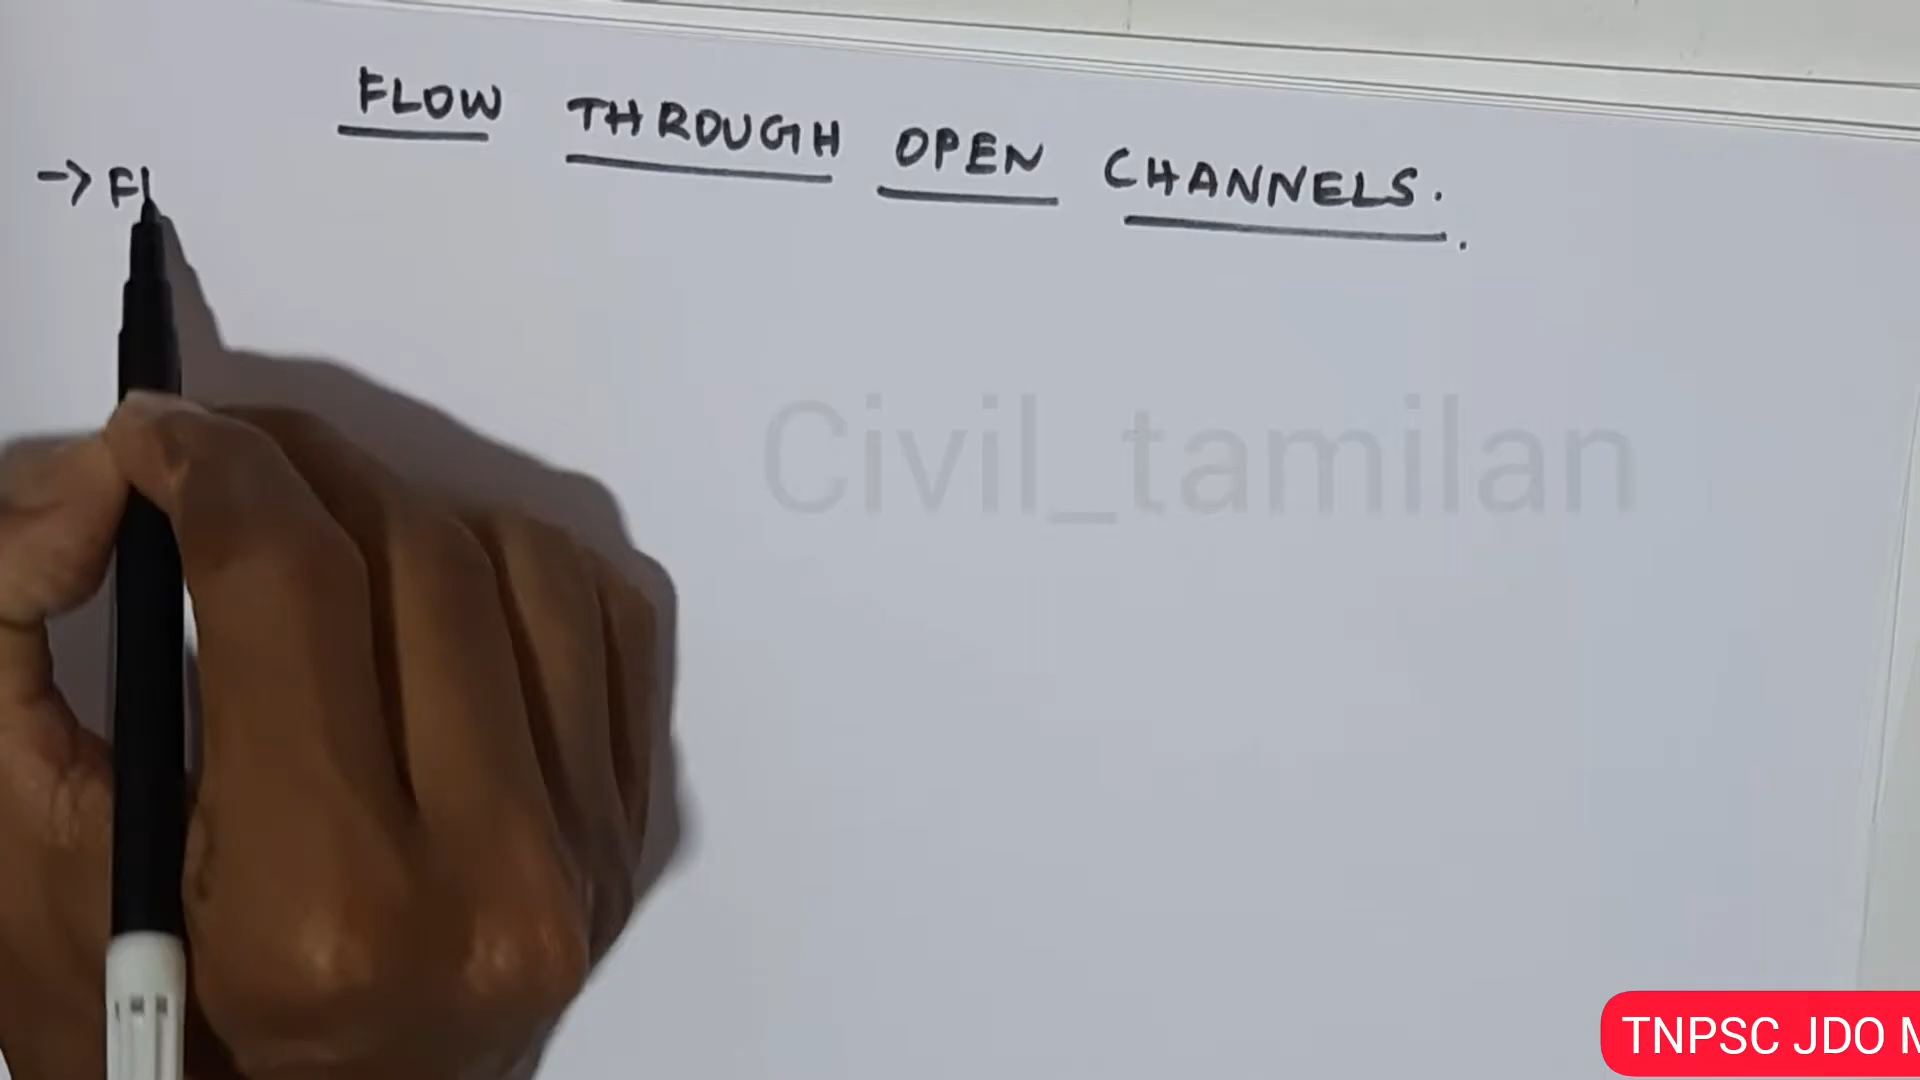 FLOW THROUGH OPEN CHANNELS.
→ Fl
Civil_tamilan
TNPSC JDO